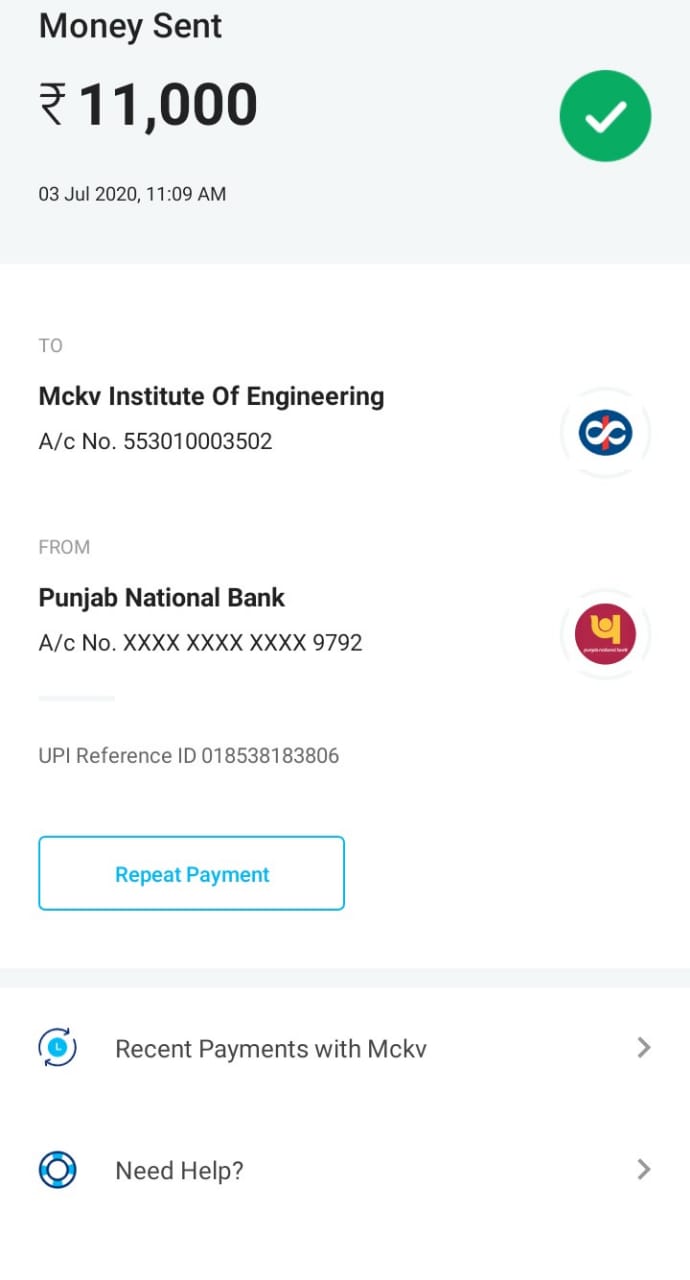 Money Sent
₹ 11,000
03 Jul 2020, 11:09 AM
TO
Mckv Institute Of Engineering
A/c No. 553010003502
FROM
Punjab National Bank
A/c No. XXXX XXXX XXXX 9792
punjab national bank
UPI Reference ID 018538183806
Repeat Payment
Recent Payments with Mckv
Need Help?